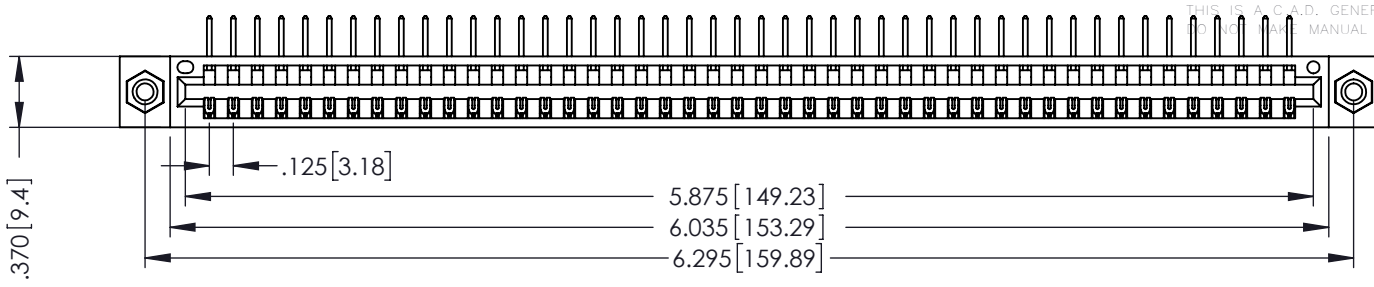 THIS IS A C.A.D. GENER
DO NOT MAKE MANUAL
.125[3.18]
5.875[149.23]
6.035[153.29]
6.295[159.89]
.370[9.4]